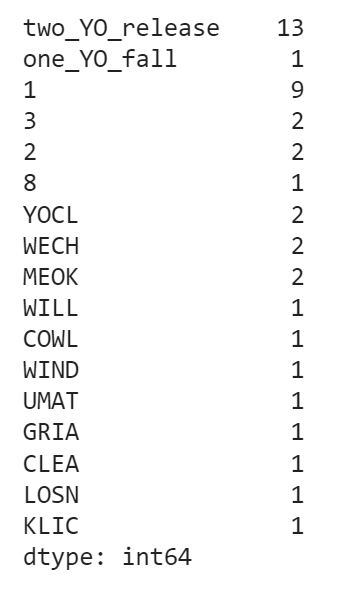 two_YO_release    13
one_YO_fall        1
1                  9
3                  2
2                  2
8                  1
YOCL               2
WECH               2
MEOK               2
WILL               1
COWL               1
WIND               1
UMAT               1
GRIA               1
CLEA               1
LOSN               1
KLIC               1
dtype: int64